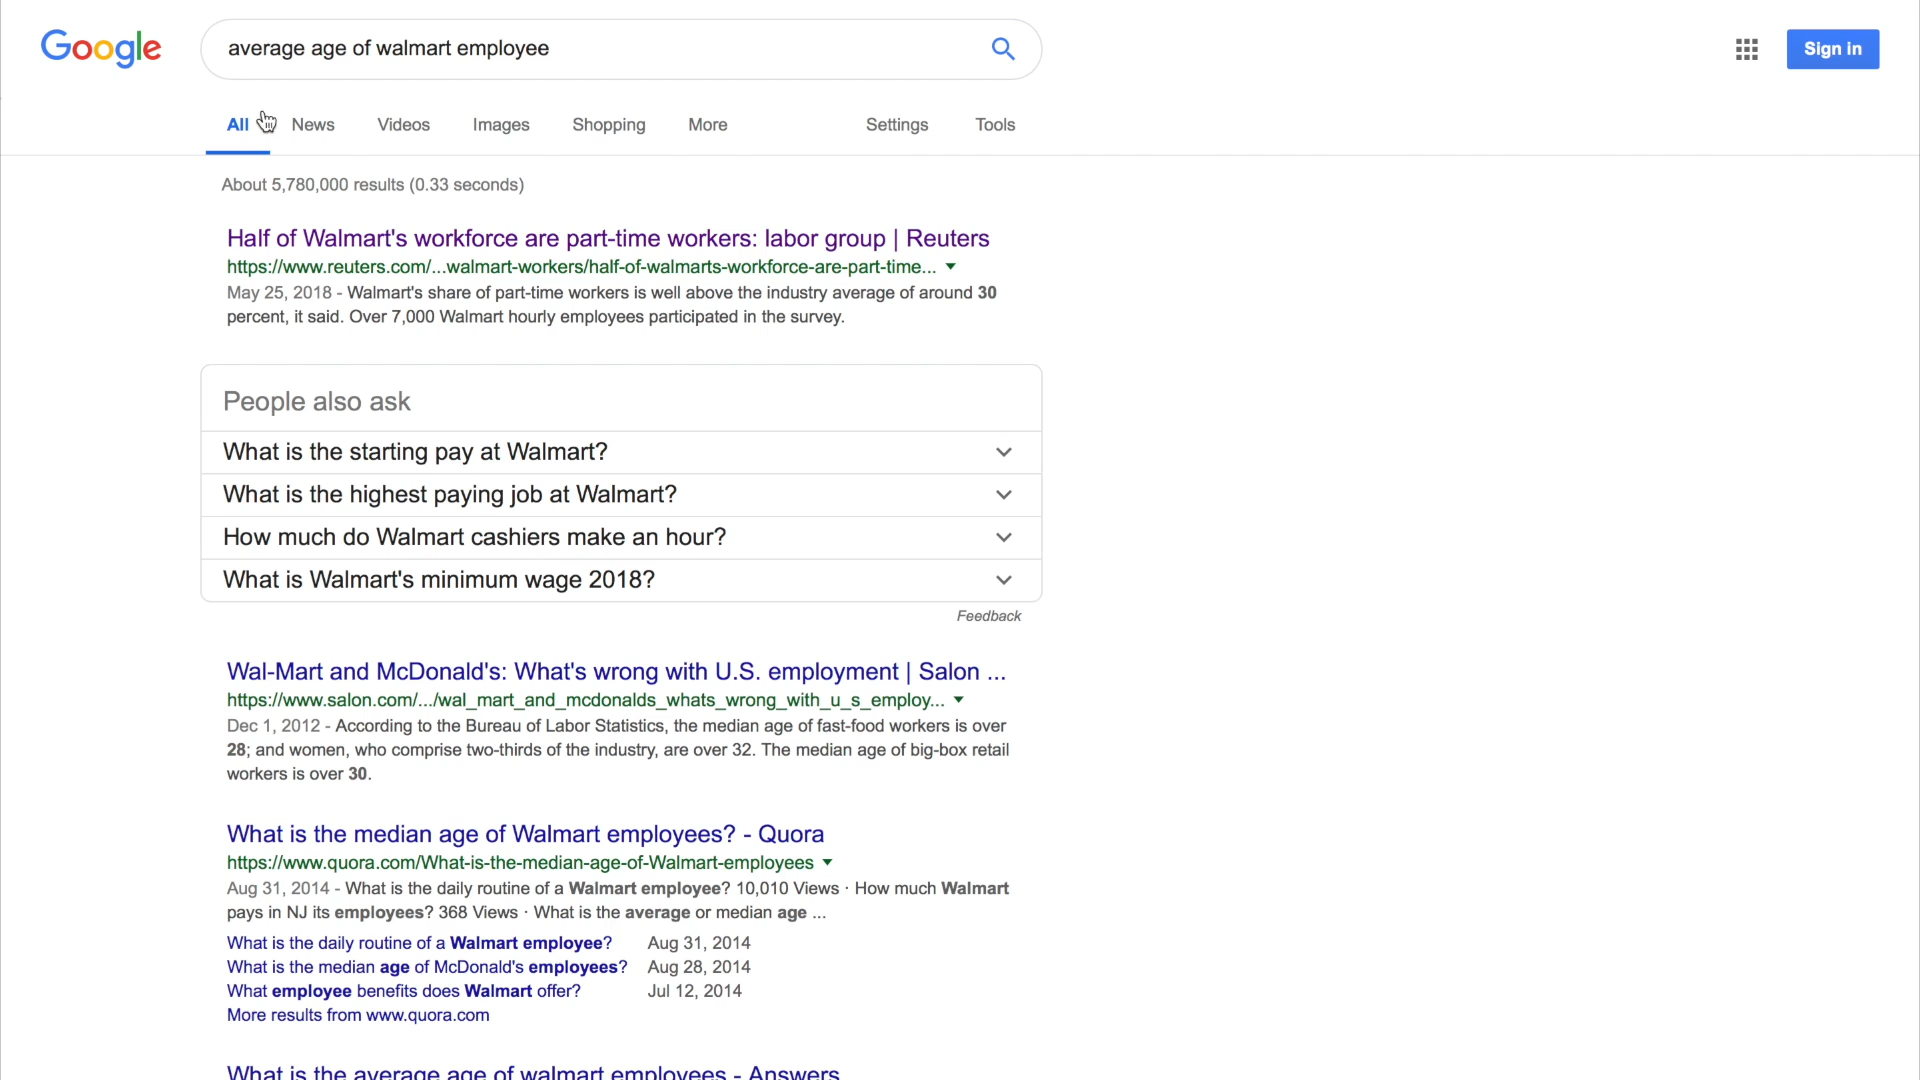 Google
average age of walmart employee
Sign in
All News Videos Images Shopping More Settings Tools
About 5,780,000 results (0.33 seconds)
Half of Walmart's workforce are part-time workers: labor group | Reuters
https://www.reuters.com/...walmart-workers/half-of-walmarts-workforce-are-part-time...
May 25, 2018 - Walmart's share of part-time workers is well above the industry average of around 30
percent, it said. Over 7,000 Walmart hourly employees participated in the survey.
People also ask
What is the starting pay at Walmart?
What is the highest paying job at Walmart?
How much do Walmart cashiers make an hour?
What is Walmart's minimum wage 2018?
Feedback
Wal-Mart and McDonald's: What's wrong with U.S. employment | Salon ...
https://www.salon.com/.../wal_mart_and_mcdonalds_whats_wrong_with_u_s_employ...
Dec 1, 2012 - According to the Bureau of Labor Statistics, the median age of fast-food workers is over
28; and women, who comprise two-thirds of the industry, are over 32. The median age of big-box retail
workers is over 30.
What is the median age of Walmart employees? - Quora
https://www.quora.com/What-is-the-median-age-of-Walmart-employees
Aug 31, 2014 - What is the daily routine of a Walmart employee? 10,010 Views · How much Walmart
pays in NJ its employees? 368 Views · What is the average or median age ...
What is the daily routine of a Walmart employee? Aug 31, 2014
What is the median age of McDonald's employees? Aug 28, 2014
What employee benefits does Walmart offer? Jul 12, 2014
More results from www.quora.com
What is the average age of walmart employees - Answers